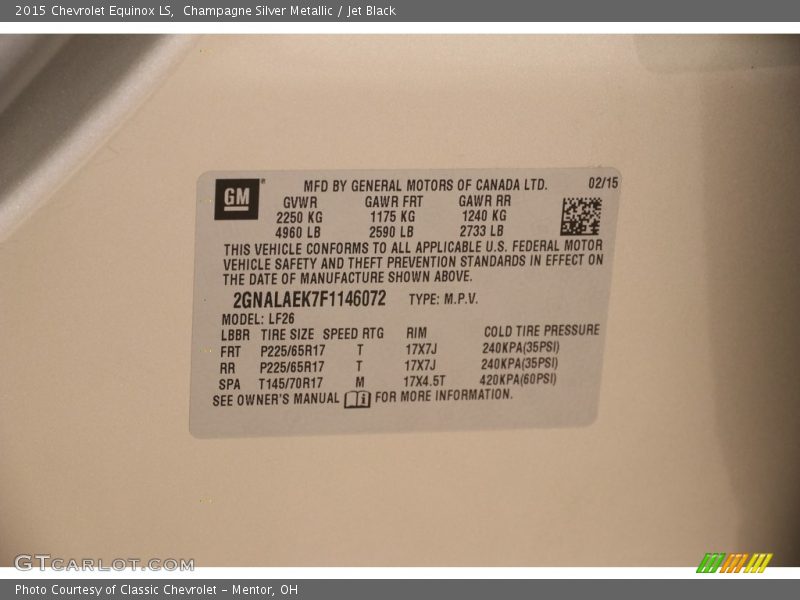 2015 Chevrolet Equinox LS,  Champagne Silver Metallic / Jet Black
GM®
MFD BY GENERAL MOTORS OF CANADA LTD. 02/15
GVWR GAWR FRT GAWR RR
2250 KG 1175 KG 1240 KG
4960 LB 2590 LB 2733 LB
THIS VEHICLE CONFORMS TO ALL APPLICABLE U.S. FEDERAL MOTOR
VEHICLE SAFETY AND THEFT PREVENTION STANDARDS IN EFFECT ON
THE DATE OF MANUFACTURE SHOWN ABOVE.
2GNALAEK7F1146072 TYPE: M.P.V.
MODEL: LF26
LBBR TIRE SIZE SPEED RTG RIM COLD TIRE PRESSURE
FRT P225/65R17 T 17X7J 240KPA(35PSI)
RR P225/65R17 T 17X7J 240KPA(35PSI)
SPA T145/70R17 M 17X4.5T 420KPA(60PSI)
SEE OWNER'S MANUAL FOR MORE INFORMATION.
GTCARLOT.COM
Photo Courtesy of Classic Chevrolet - Mentor, OH